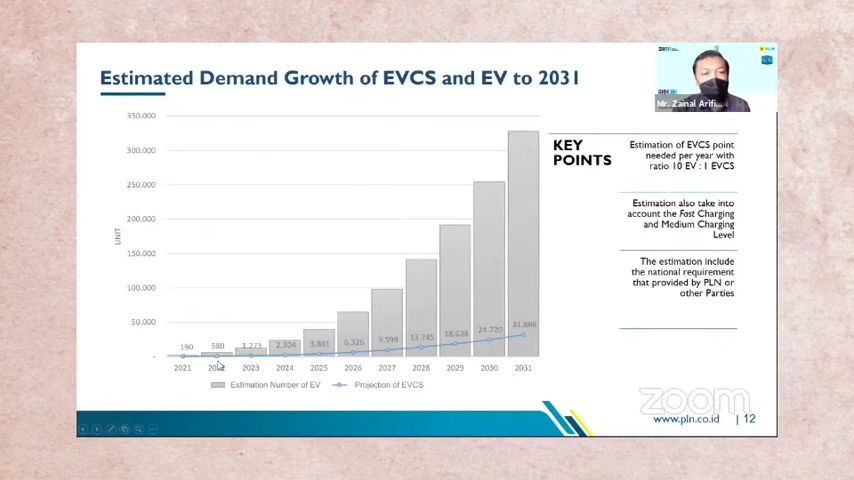 Estimated Demand Growth of EVCS and EV to 2031
PLN
Mr. Zainal Arifi...
350.000
300.000
250.000
200.000
150.000
100.000
50.000
-
UNIT
190
580
1.273
2.304
3.861
6.326
9.599
13.745
18.638
24.720
31.866
2021
2022
2023
2024
2025
2026
2027
2028
2029
2030
2031
Estimation Number of EV
Projection of EVCS
KEY
POINTS
Estimation of EVCS point
needed per year with
ratio 10 EV : 1 EVCS
Estimation also take into
account the Fast Charging
and Medium Charging
Level
The estimation include
the national requirement
that provided by PLN or
other Parties
zoom
www.pln.co.id | 12